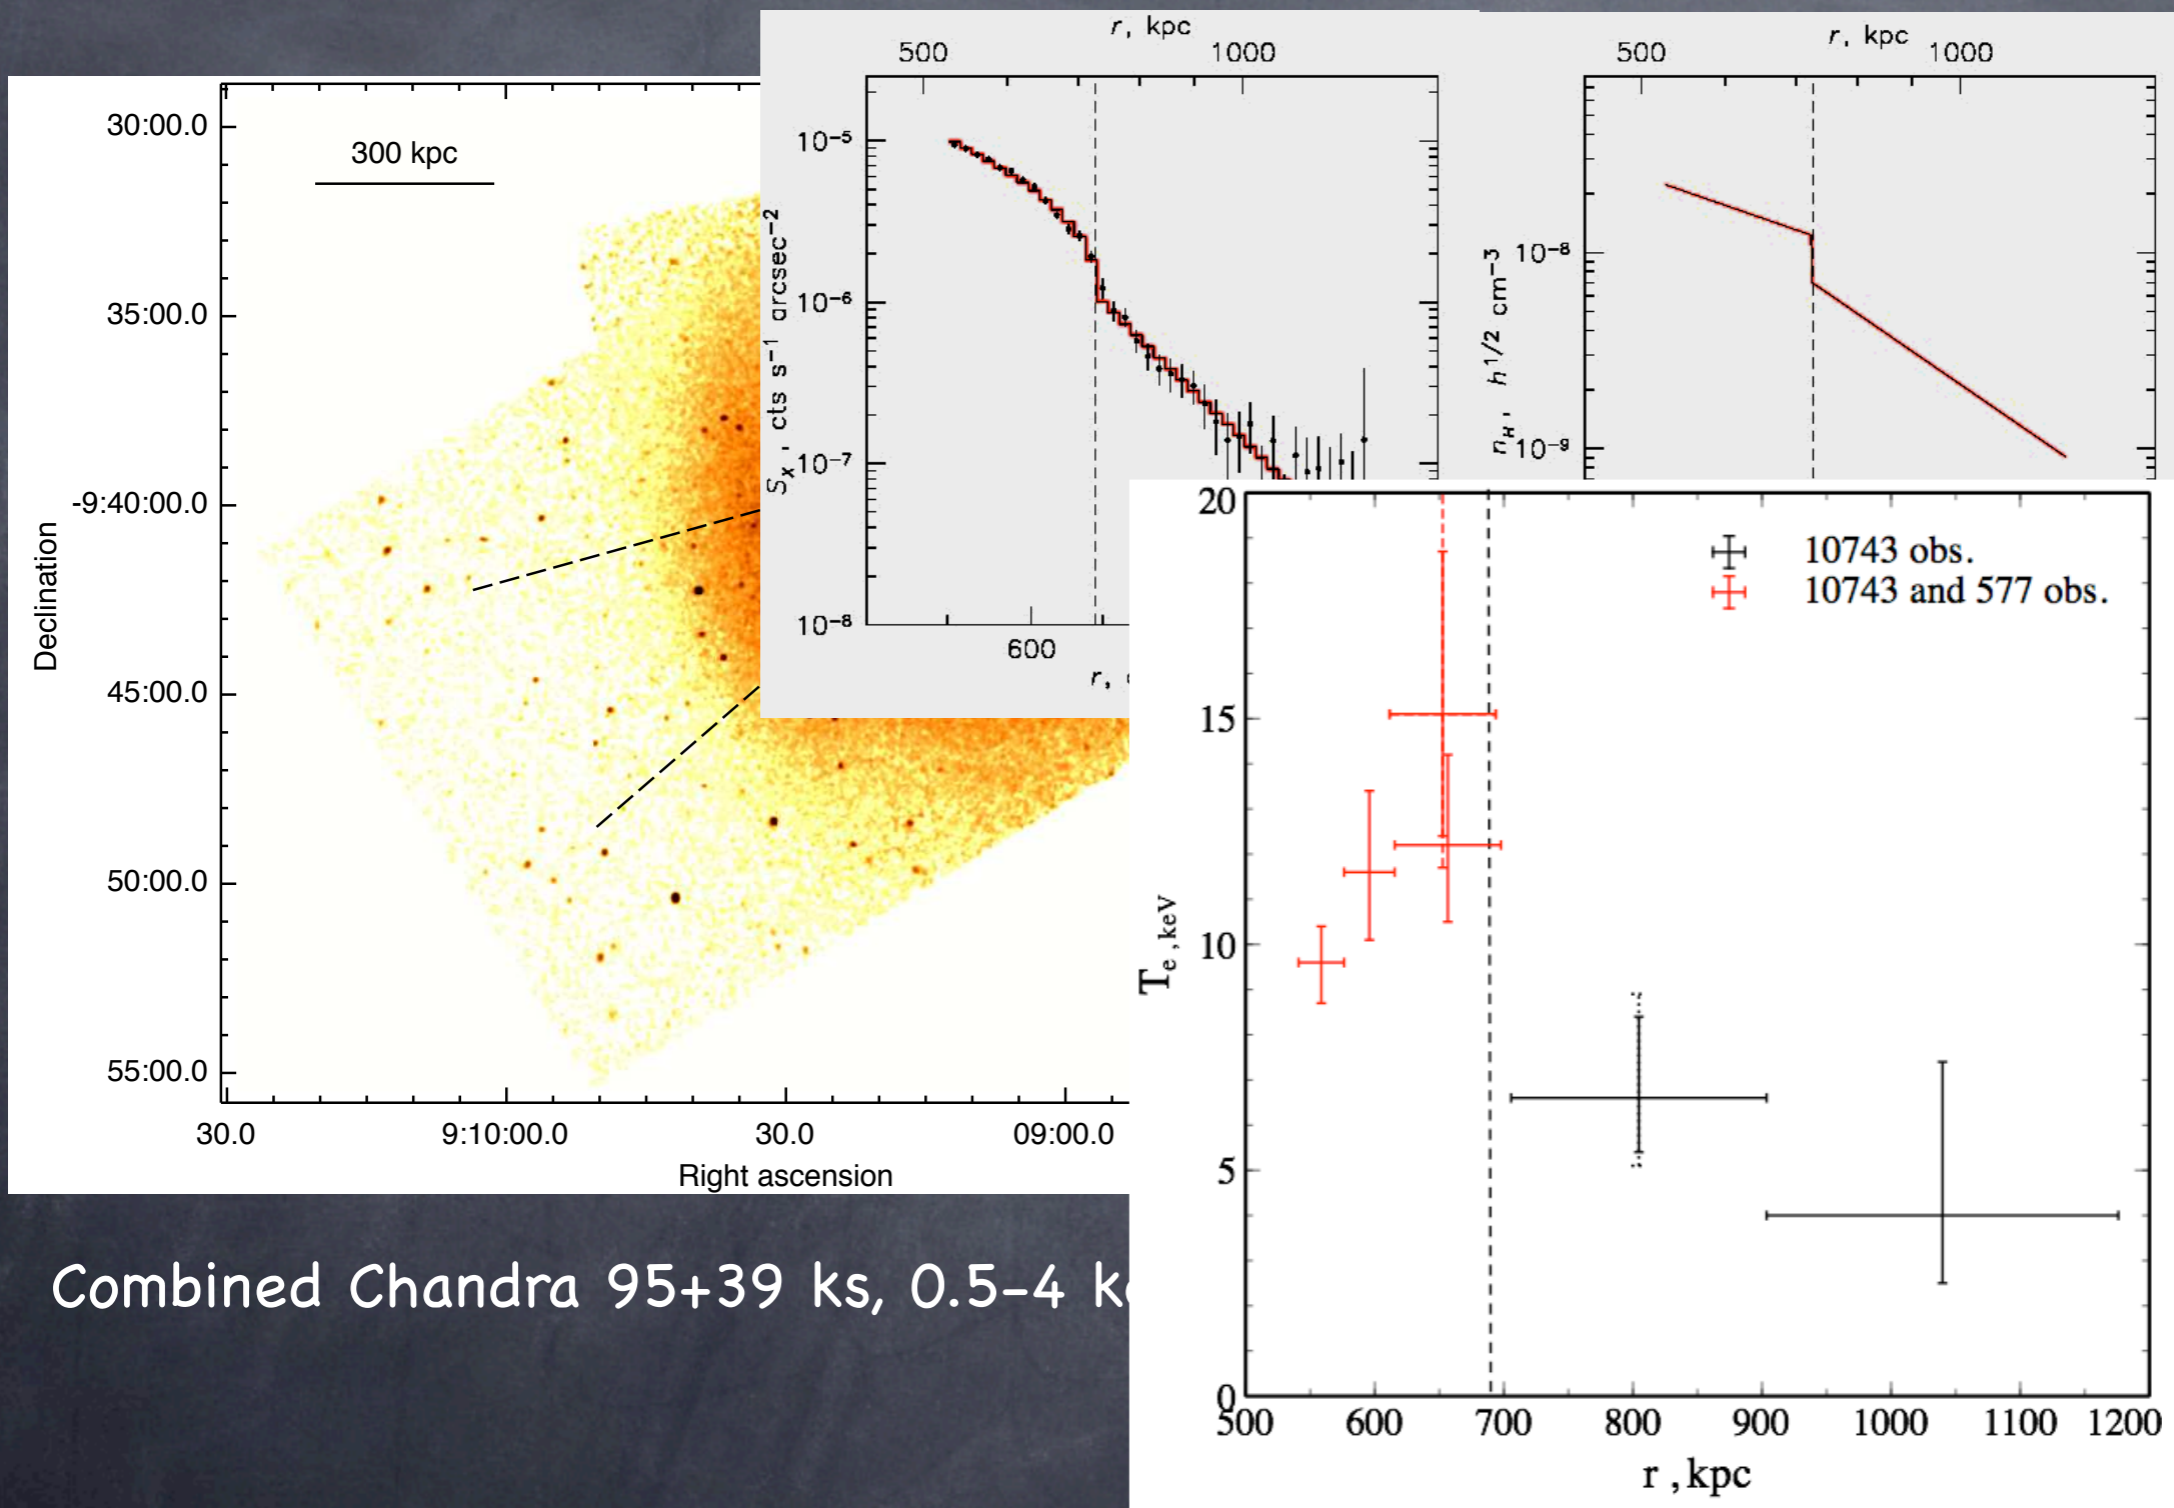 30:00.0
300 kpc
35:00.0
-9:40:00.0
Declination
45:00.0
50:00.0
55:00.0
30.0 9:10:00.0 30.0 09:00.0
Right ascension
r, kpc
500 1000
10⁻⁵
10⁻⁶
10⁻⁷
10⁻⁸
Sₓ, cts s⁻¹ arcsec⁻²
600
r,
r, kpc
500 1000
10⁻⁸
10⁻⁹
n_H, h^1/2 cm⁻³
20
15
10
5
0
Tₑ, keV
10743 obs.
10743 and 577 obs.
500 600 700 800 900 1000 1100 1200
r, kpc
Combined Chandra 95+39 ks, 0.5-4